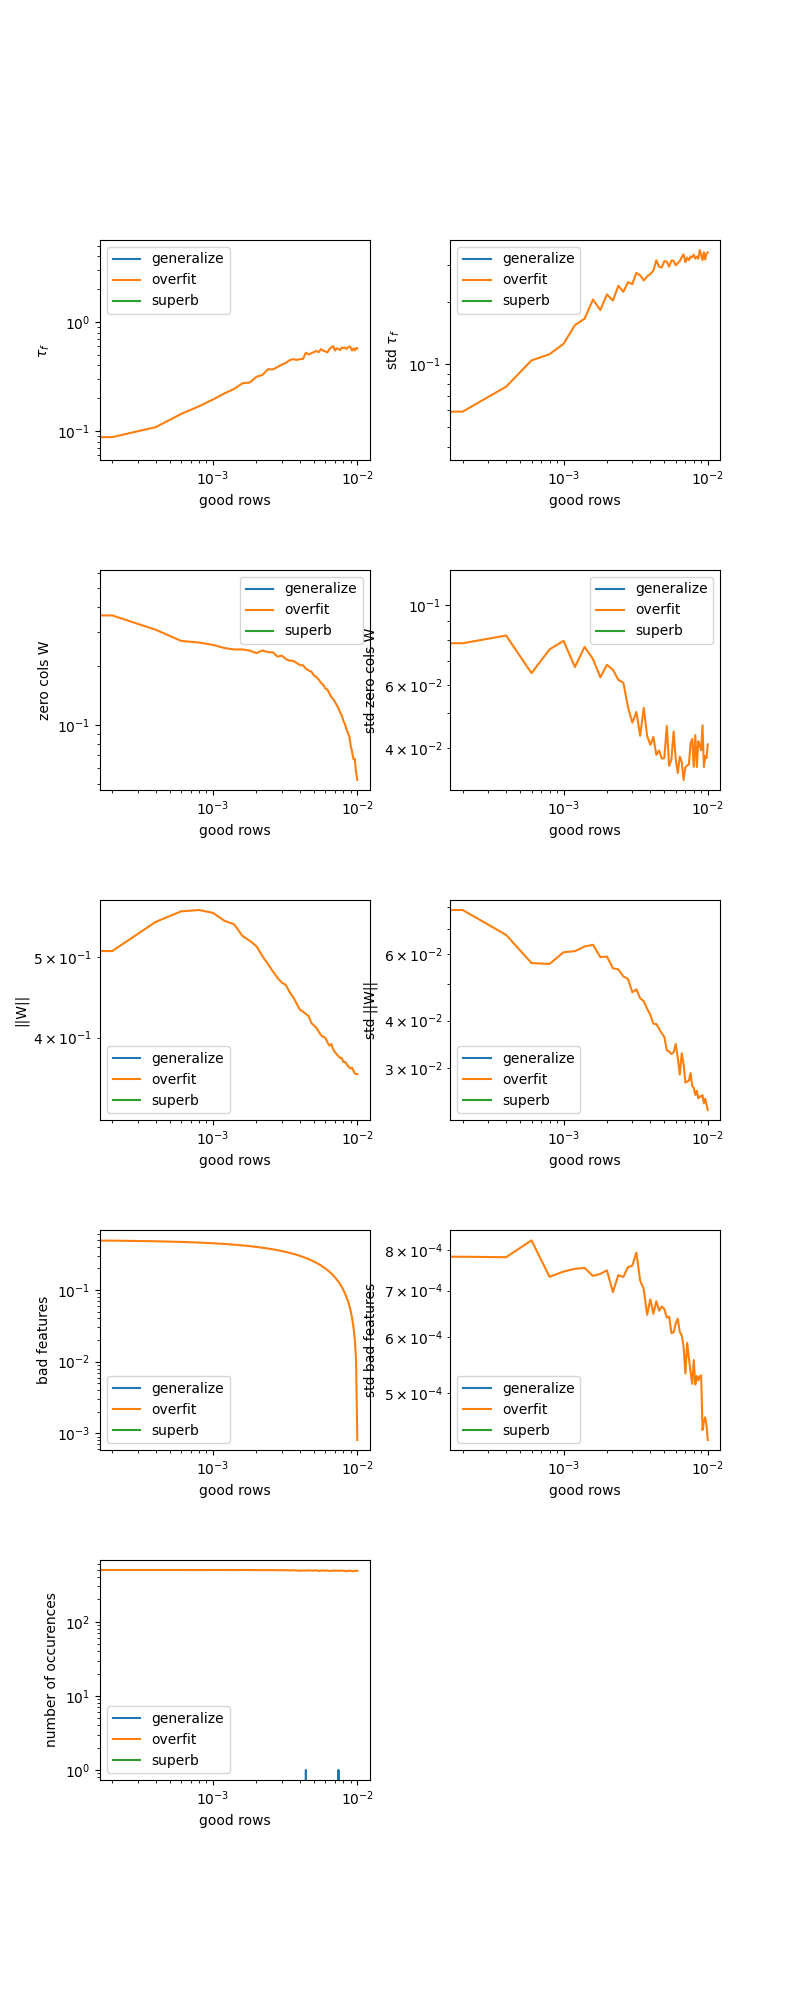 generalize
overfit
superb
τ_f
10^0
10^−1
10^−3
10^−2
good rows
generalize
overfit
superb
std τ_f
10^−1
10^−3
10^−2
good rows
generalize
overfit
superb
zero cols W
10^−1
10^−3
10^−2
good rows
generalize
overfit
superb
std zero cols W
10^−1
6 × 10^−2
4 × 10^−2
10^−3
10^−2
good rows
||W||
5 × 10^−1
4 × 10^−1
generalize
overfit
superb
10^−3
10^−2
good rows
std ||W||
6 × 10^−2
4 × 10^−2
3 × 10^−2
generalize
overfit
superb
10^−3
10^−2
good rows
bad features
10^−1
10^−2
10^−3
generalize
overfit
superb
10^−3
10^−2
good rows
std bad features
8 × 10^−4
7 × 10^−4
6 × 10^−4
5 × 10^−4
generalize
overfit
superb
10^−3
10^−2
good rows
number of occurences
10^2
10^1
10^0
generalize
overfit
superb
10^−3
10^−2
good rows